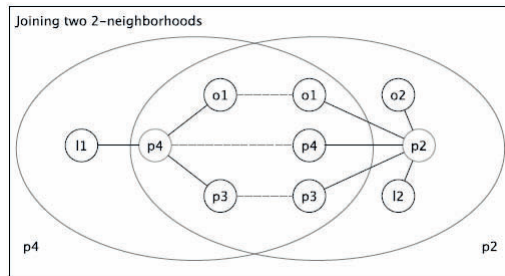 Joining two 2-neighborhoods
o1 o1 o2
l1 p4 p4 p2
p3 p3 l2
p4 p2